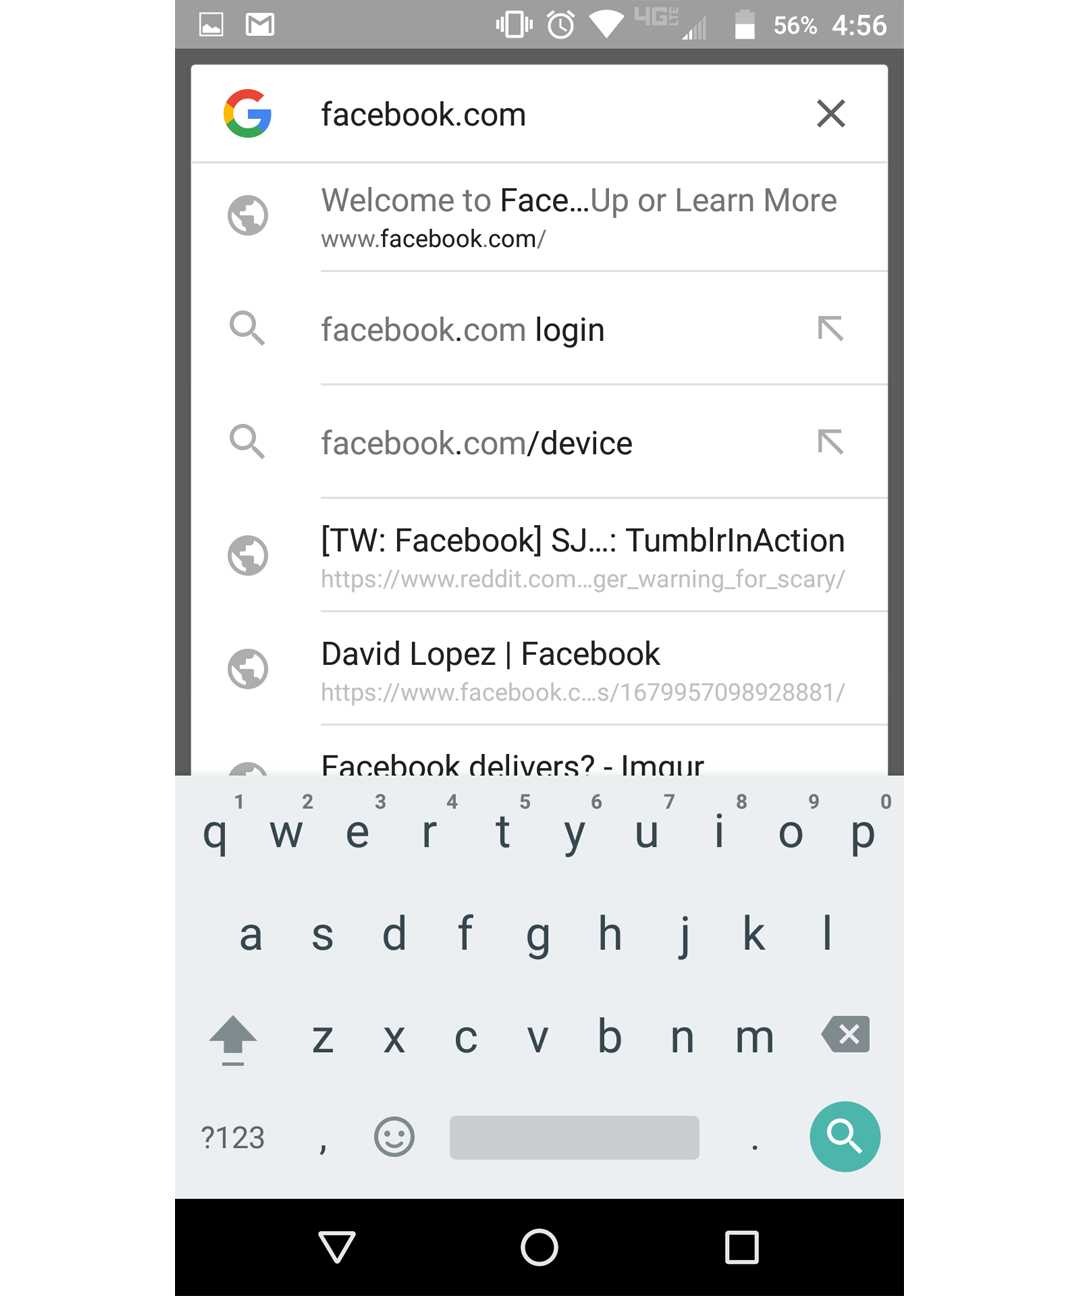 4G LTE 56% 4:56
facebook.com
Welcome to Face...Up or Learn More
www.facebook.com/
facebook.com login
facebook.com/device
[TW: Facebook] SJ...: TumblrInAction
https://www.reddit.com...ger_warning_for_scary/
David Lopez | Facebook
https://www.facebook.c...s/1679957098928881/
Facebook delivers? - Imgur
1 2 3 4 5 6 7 8 9 0
q w e r t y u i o p
a s d f g h j k l
z x c v b n m
?123 , .